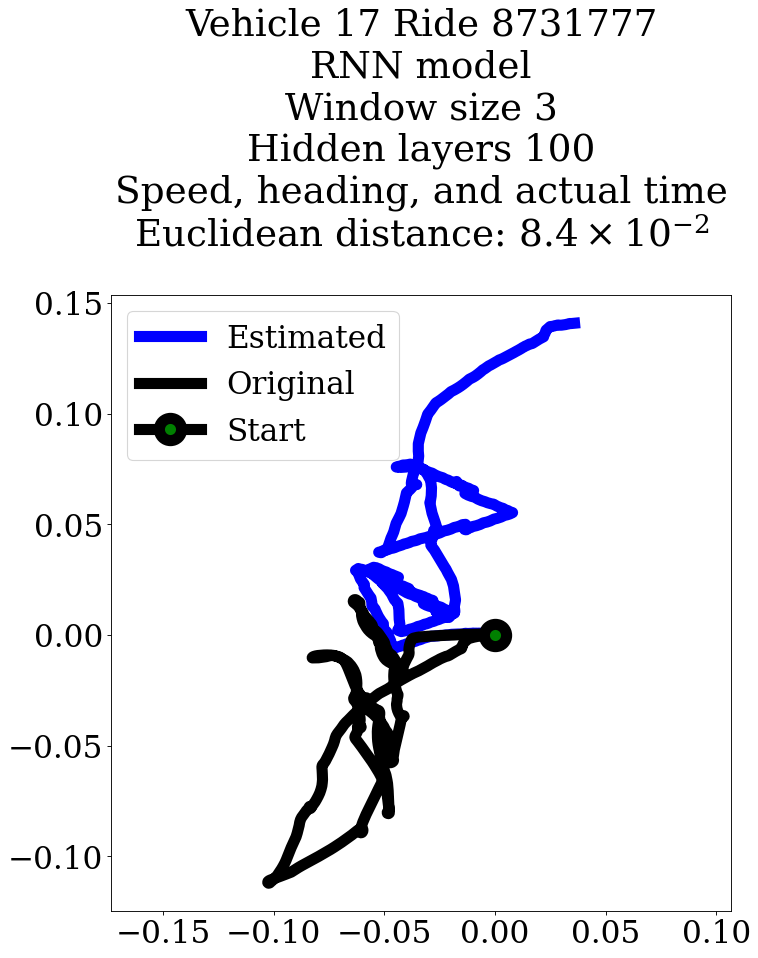 Vehicle 17 Ride 8731777
RNN model
Window size 3
Hidden layers 100
Speed, heading, and actual time
Euclidean distance: 8.4 × 10⁻²
0.15
0.10
0.05
0.00
−0.05
−0.10
Estimated
Original
Start
−0.15 −0.10 −0.05 0.00 0.05 0.10